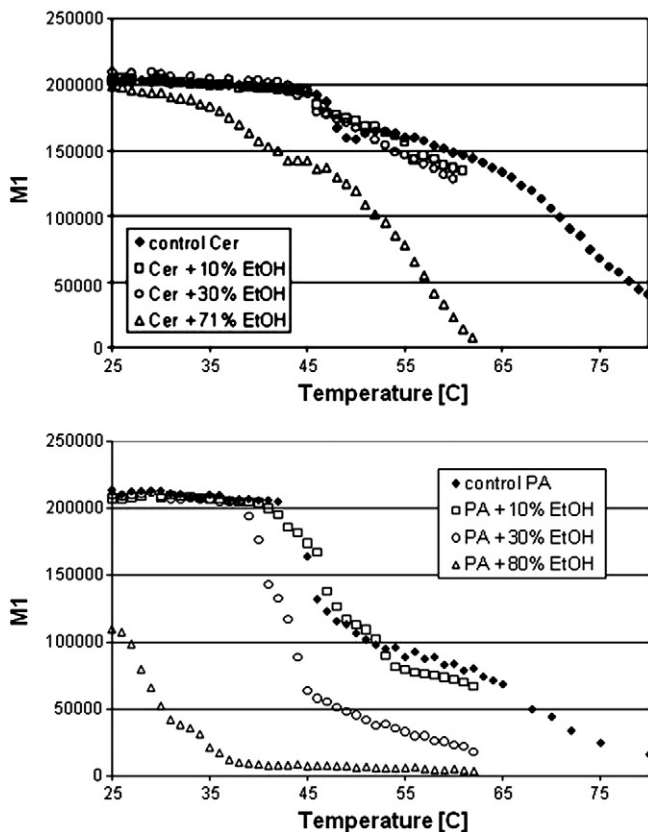 250000
200000
150000
M1
100000
50000
0
control Cer
Cer +10% EtOH
Cer +30% EtOH
Cer +71% EtOH
25 35 45 55 65 75
Temperature [C]
250000
200000
150000
M1
100000
50000
0
control PA
PA +10% EtOH
PA +30% EtOH
PA +80% EtOH
25 35 45 55 65 75
Temperature [C]